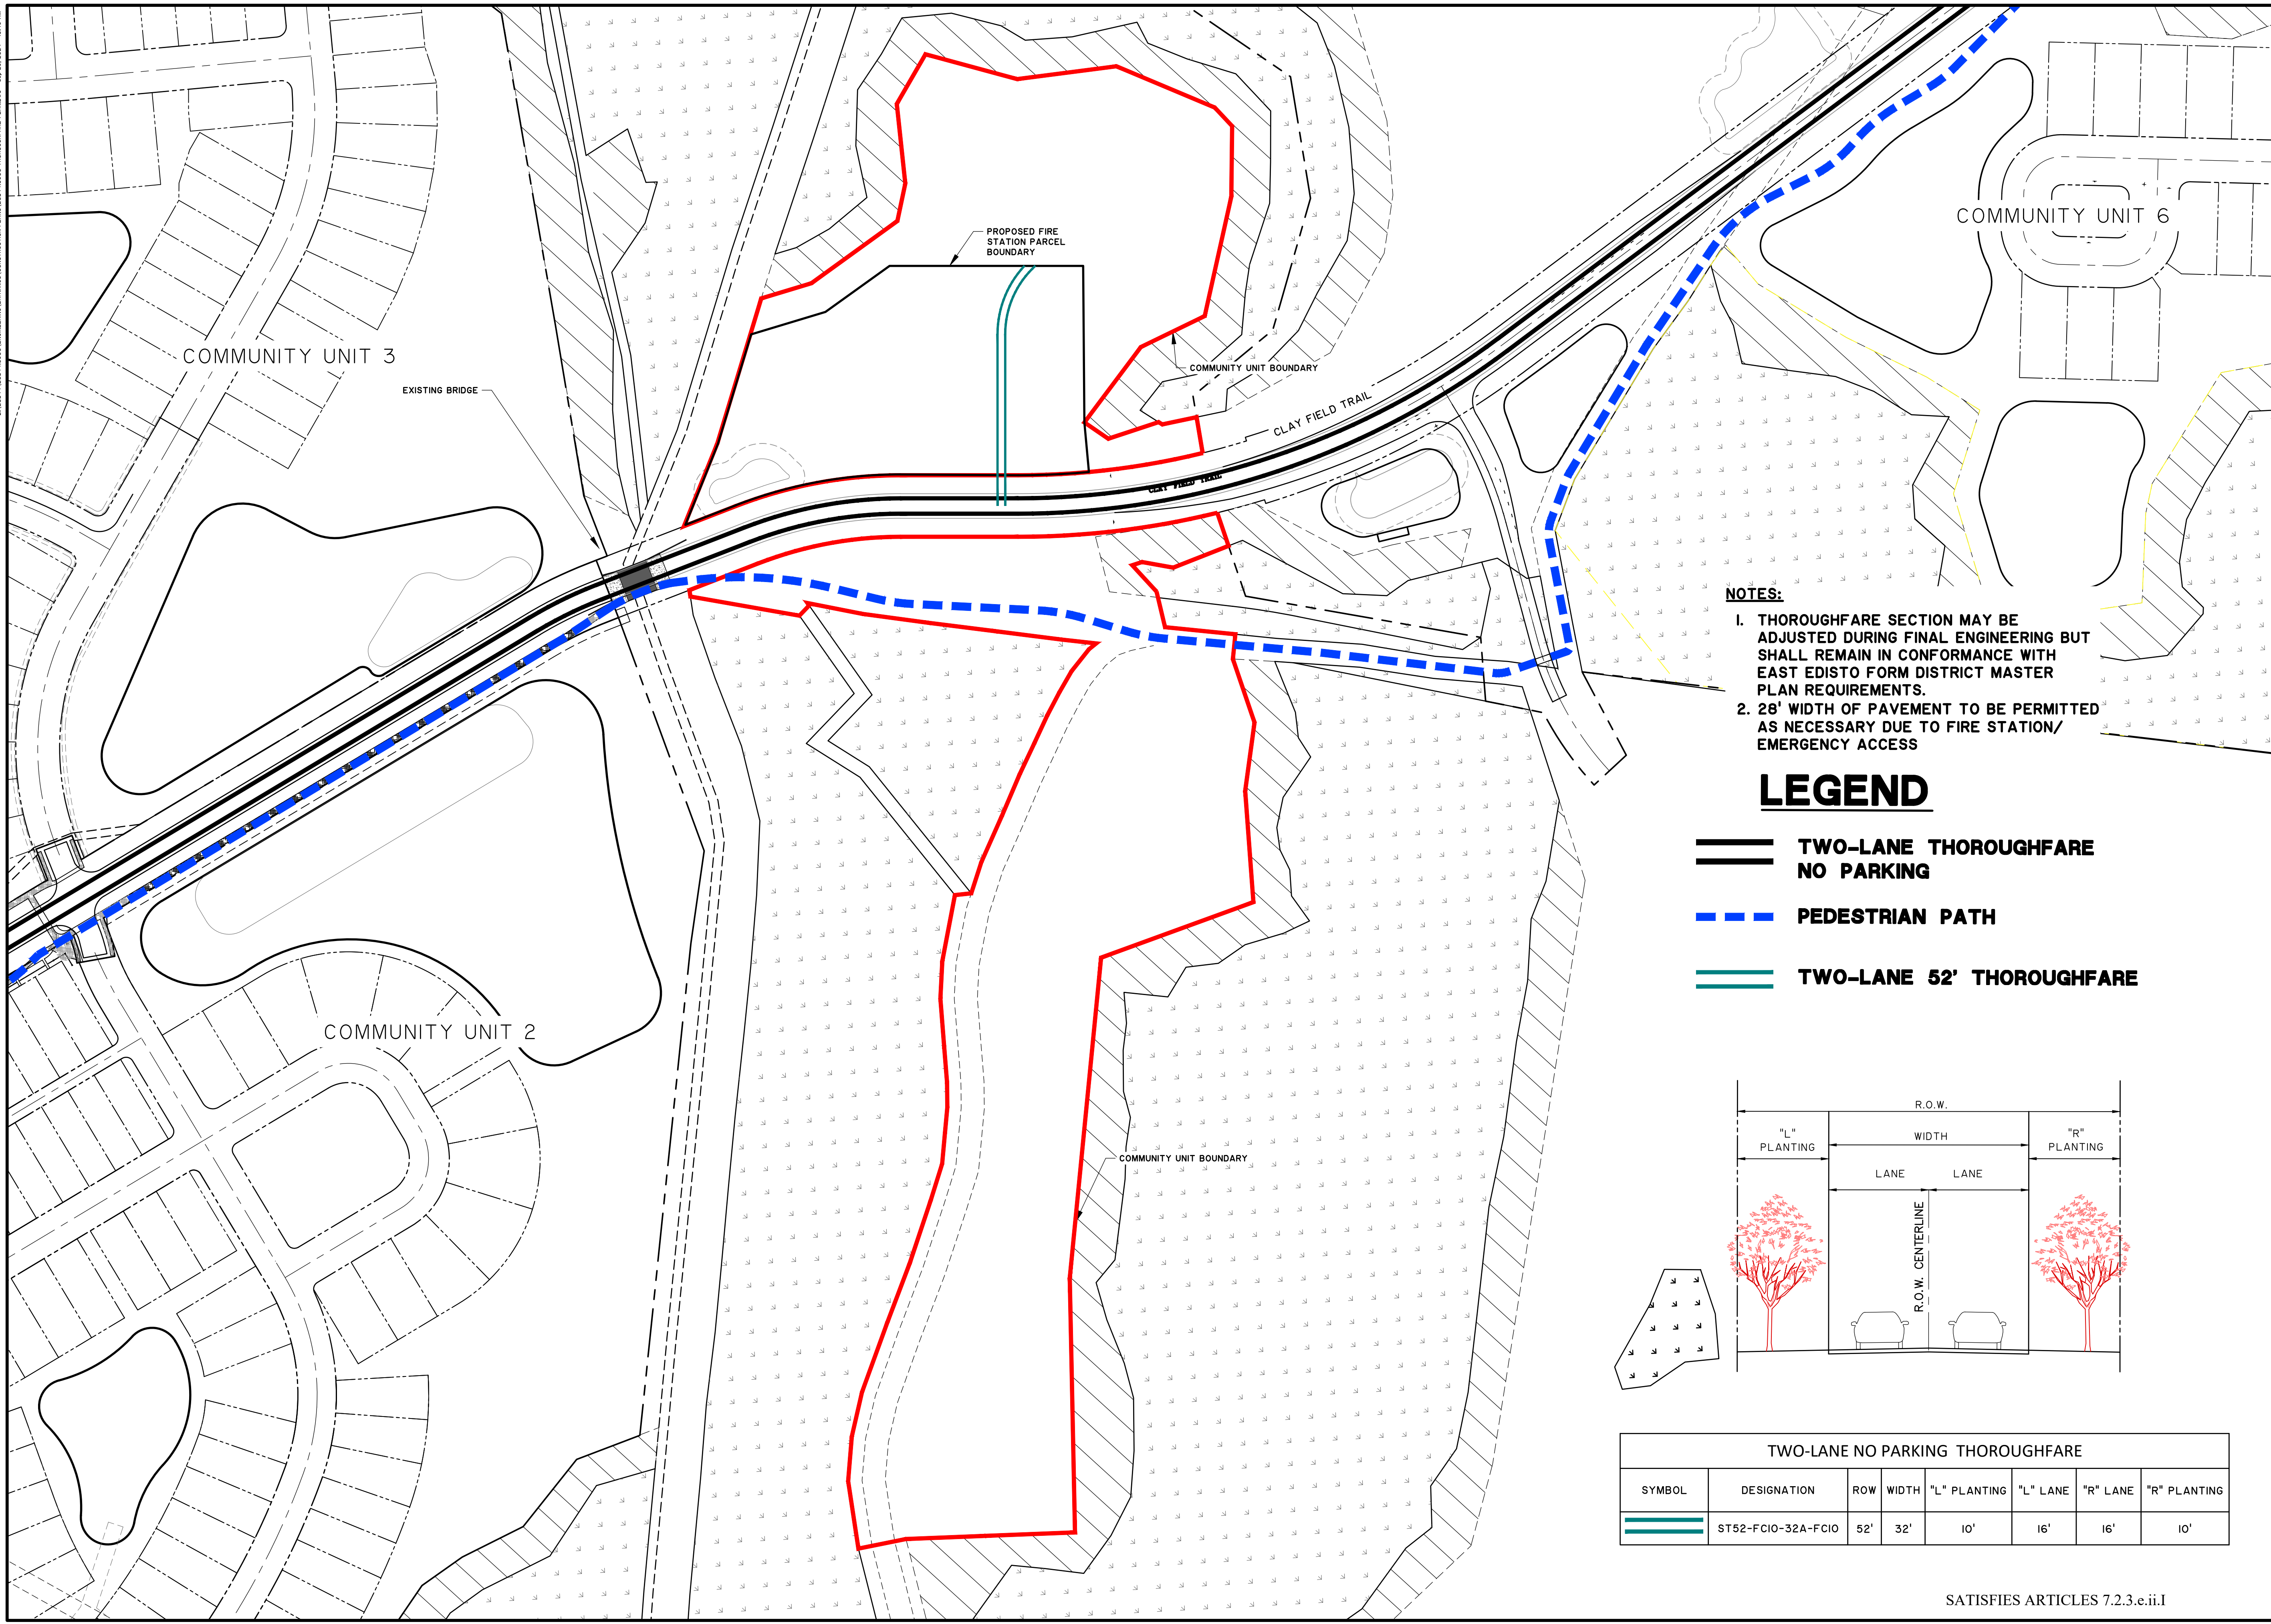 PROPOSED FIRE
STATION PARCEL
BOUNDARY
COMMUNITY UNIT 6
COMMUNITY UNIT 3
EXISTING BRIDGE
COMMUNITY UNIT BOUNDARY
CLAY FIELD TRAIL
CLAY FIELD TRAIL
NOTES:
1. THOROUGHFARE SECTION MAY BE
ADJUSTED DURING FINAL ENGINEERING BUT
SHALL REMAIN IN CONFORMANCE WITH
EAST EDISTO FORM DISTRICT MASTER
PLAN REQUIREMENTS.
2. 28' WIDTH OF PAVEMENT TO BE PERMITTED
AS NECESSARY DUE TO FIRE STATION/
EMERGENCY ACCESS
LEGEND
TWO-LANE THOROUGHFARE
NO PARKING
PEDESTRIAN PATH
TWO-LANE 52' THOROUGHFARE
COMMUNITY UNIT 2
COMMUNITY UNIT BOUNDARY
R.O.W.
"L"
PLANTING
WIDTH
"R"
PLANTING
LANE LANE
R.O.W. CENTERLINE
TWO-LANE NO PARKING THOROUGHFARE
SYMBOL DESIGNATION ROW WIDTH "L" PLANTING "L" LANE "R" LANE "R" PLANTING
ST52-FC10-32A-FC10 52' 32' 10' 16' 16' 10'
SATISFIES ARTICLES 7.2.3.e.ii.I